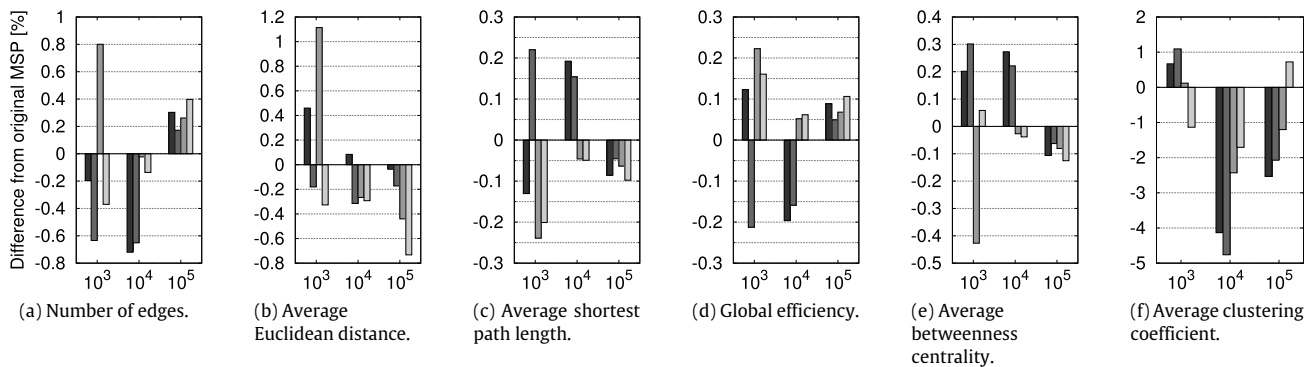 Difference from original MSP [%]
1
0.8
0.6
0.4
0.2
0
-0.2
-0.4
-0.6
-0.8
10³ 10⁴ 10⁵
(a) Number of edges.
1.2
1
0.8
0.6
0.4
0.2
0
-0.2
-0.4
-0.6
-0.8
10³ 10⁴ 10⁵
(b) Average
Euclidean distance.
0.3
0.2
0.1
0
-0.1
-0.2
-0.3
10³ 10⁴ 10⁵
(c) Average shortest
path length.
0.3
0.2
0.1
0
-0.1
-0.2
-0.3
10³ 10⁴ 10⁵
(d) Global efficiency.
0.4
0.3
0.2
0.1
0
-0.1
-0.2
-0.3
-0.4
-0.5
10³ 10⁴ 10⁵
(e) Average
betweenness
centrality.
2
1
0
-1
-2
-3
-4
-5
10³ 10⁴ 10⁵
(f) Average clustering
coefficient.